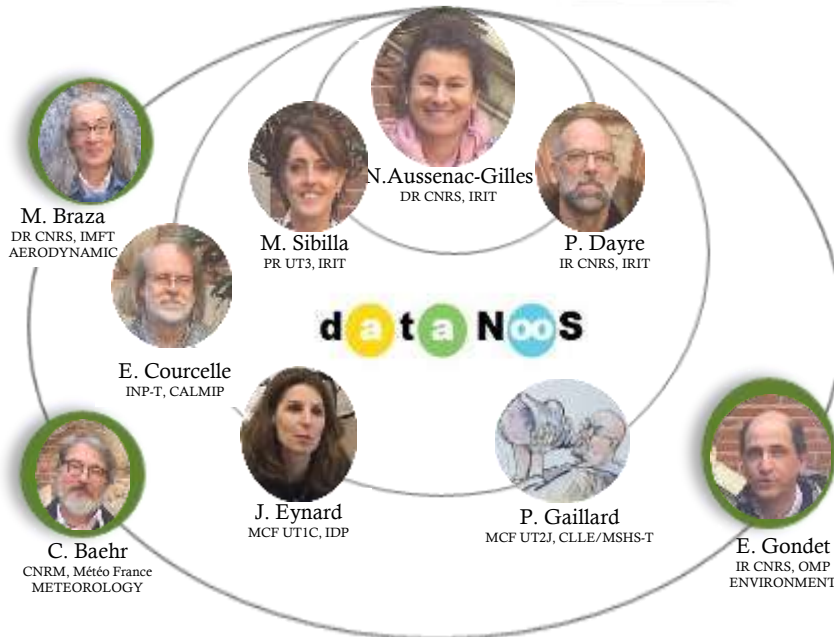 N.Aussenac-Gilles
DR CNRS, IRIT
M. Braza
DR CNRS, IMFT
AERODYNAMIC
M. Sibilla
PR UT3, IRIT
P. Dayre
IR CNRS, IRIT
data NOOS
E. Courcelle
INP-T, CALMIP
J. Eynard
MCF UT1C, IDP
P. Gaillard
MCF UT2J, CLLE/MSHS-T
C. Baehr
CNRM, Météo France
METEOROLOGY
E. Gondet
IR CNRS, OMP
ENVIRONMENT